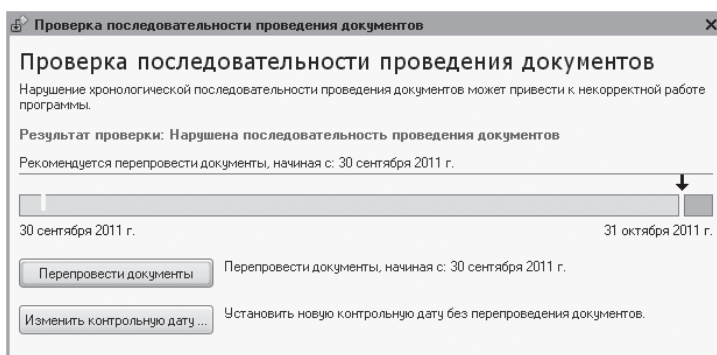 Проверка последовательности проведения документов
Проверка последовательности проведения документов
Нарушение хронологической последовательности проведения документов может привести к некорректной работе
программы.
Результат проверки: Нарушена последовательность проведения документов
Рекомендуется перепровести документы, начиная с: 30 сентября 2011 г.
30 сентября 2011 г. 31 октября 2011 г.
Перепровести документы Перепровести документы, начиная с: 30 сентября 2011 г.
Изменить контрольную дату ... Установить новую контрольную дату без перепроведения документов.